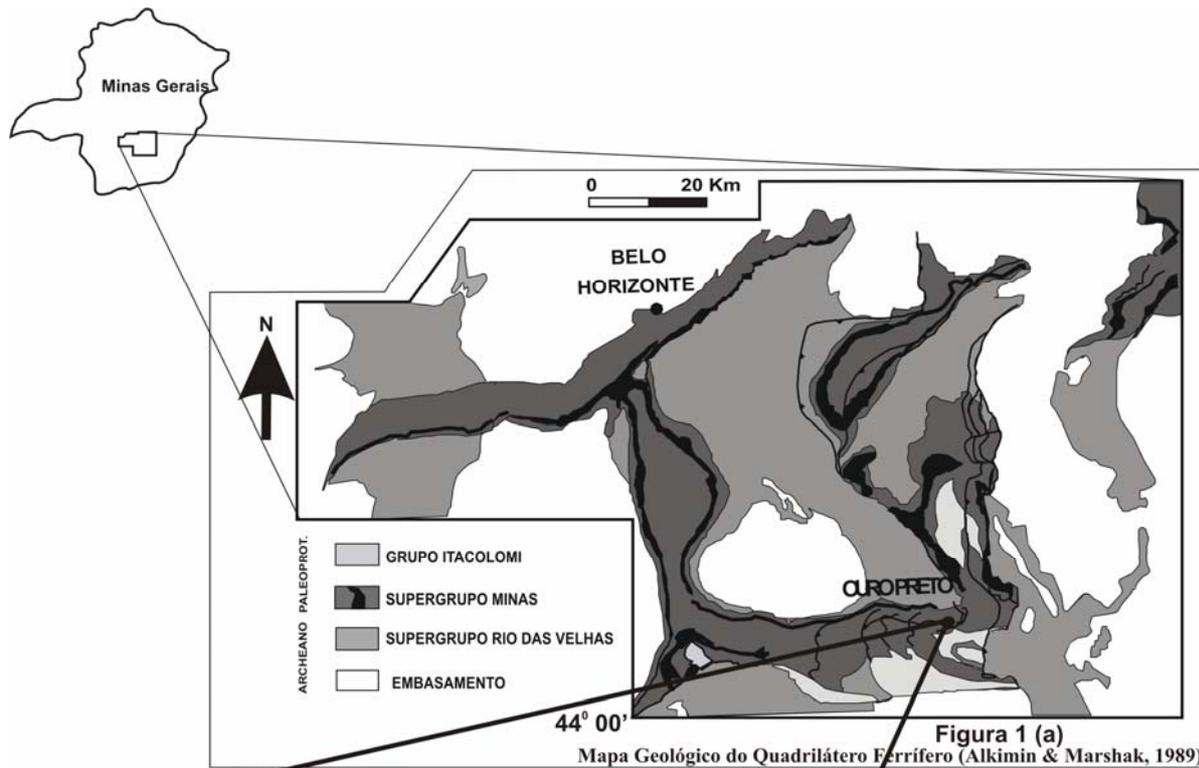 Minas Gerais
0 20 Km
BELO
HORIZONTE
N
OURO PRETO
ARCHEANO PALEOPROT.
GRUPO ITACOLOMI
SUPERGRUPO MINAS
SUPERGRUPO RIO DAS VELHAS
EMBASAMENTO
44⁰ 00'
Figura 1 (a)
Mapa Geológico do Quadrilátero Ferrífero (Alkimin & Marshak, 1989)